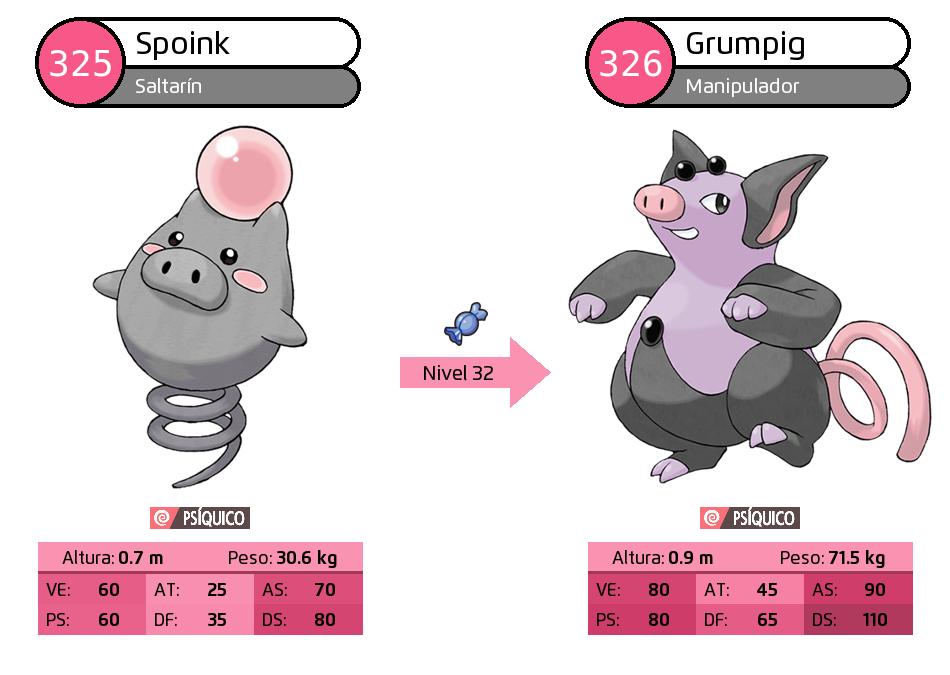 325
Spoink
Saltarín
326
Grumpig
Manipulador
Nivel 32
PSÍQUICO
PSÍQUICO
Altura: 0.7 m Peso: 30.6 kg
VE: 60 AT: 25 AS: 70
PS: 60 DF: 35 DS: 80
Altura: 0.9 m Peso: 71.5 kg
VE: 80 AT: 45 AS: 90
PS: 80 DF: 65 DS: 110